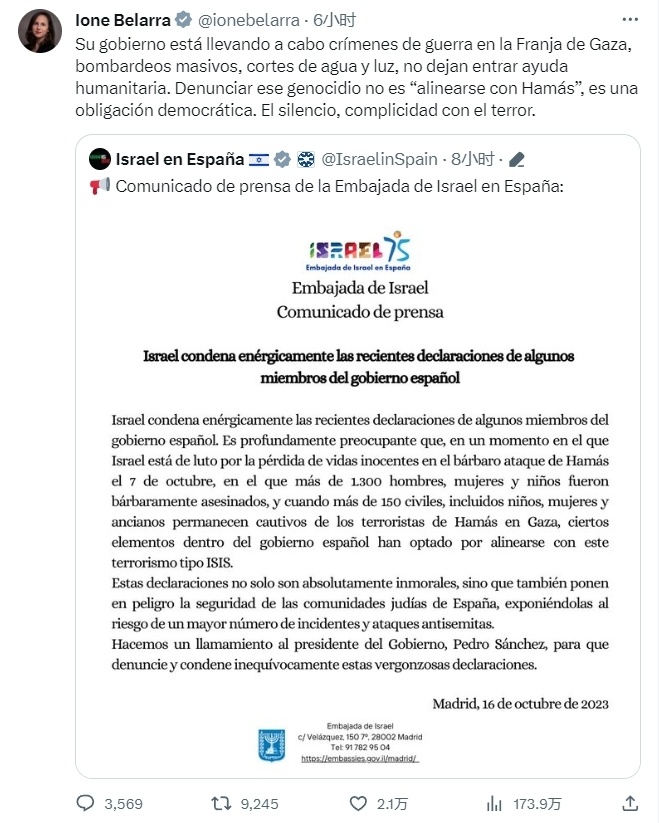 Ione Belarra @ionebelarra · 6小时
Su gobierno está llevando a cabo crímenes de guerra en la Franja de Gaza,
bombardeos masivos, cortes de agua y luz, no dejan entrar ayuda
humanitaria. Denunciar ese genocidio no es “alinearse con Hamás”, es una
obligación democrática. El silencio, complicidad con el terror.
Israel en España @IsraelinSpain · 8小时 ·
Comunicado de prensa de la Embajada de Israel en España:
ISRAEL 75
Embajada de Israel en España
Embajada de Israel
Comunicado de prensa
Israel condena enérgicamente las recientes declaraciones de algunos
miembros del gobierno español
Israel condena enérgicamente las recientes declaraciones de algunos miembros del
gobierno español. Es profundamente preocupante que, en un momento en el que
Israel está de luto por la pérdida de vidas inocentes en el bárbaro ataque de Hamás
el 7 de octubre, en el que más de 1.300 hombres, mujeres y niños fueron
bárbaramente asesinados, y cuando más de 150 civiles, incluidos niños, mujeres y
ancianos permanecen cautivos de los terroristas de Hamás en Gaza, ciertos
elementos dentro del gobierno español han optado por alinearse con este
terrorismo tipo ISIS.
Estas declaraciones no solo son absolutamente inmorales, sino que también ponen
en peligro la seguridad de las comunidades judías de España, exponiéndolas al
riesgo de un mayor número de incidentes y ataques antisemitas.
Hacemos un llamamiento al presidente del Gobierno, Pedro Sánchez, para que
denuncie y condene inequívocamente estas vergonzosas declaraciones.
Madrid, 16 de octubre de 2023
Embajada de Israel
c/ Velázquez, 150 7º, 28002 Madrid
Tel: 91 782 95 04
https://embassies.gov.il/madrid/
3,569 9,245 2.1万 173.9万